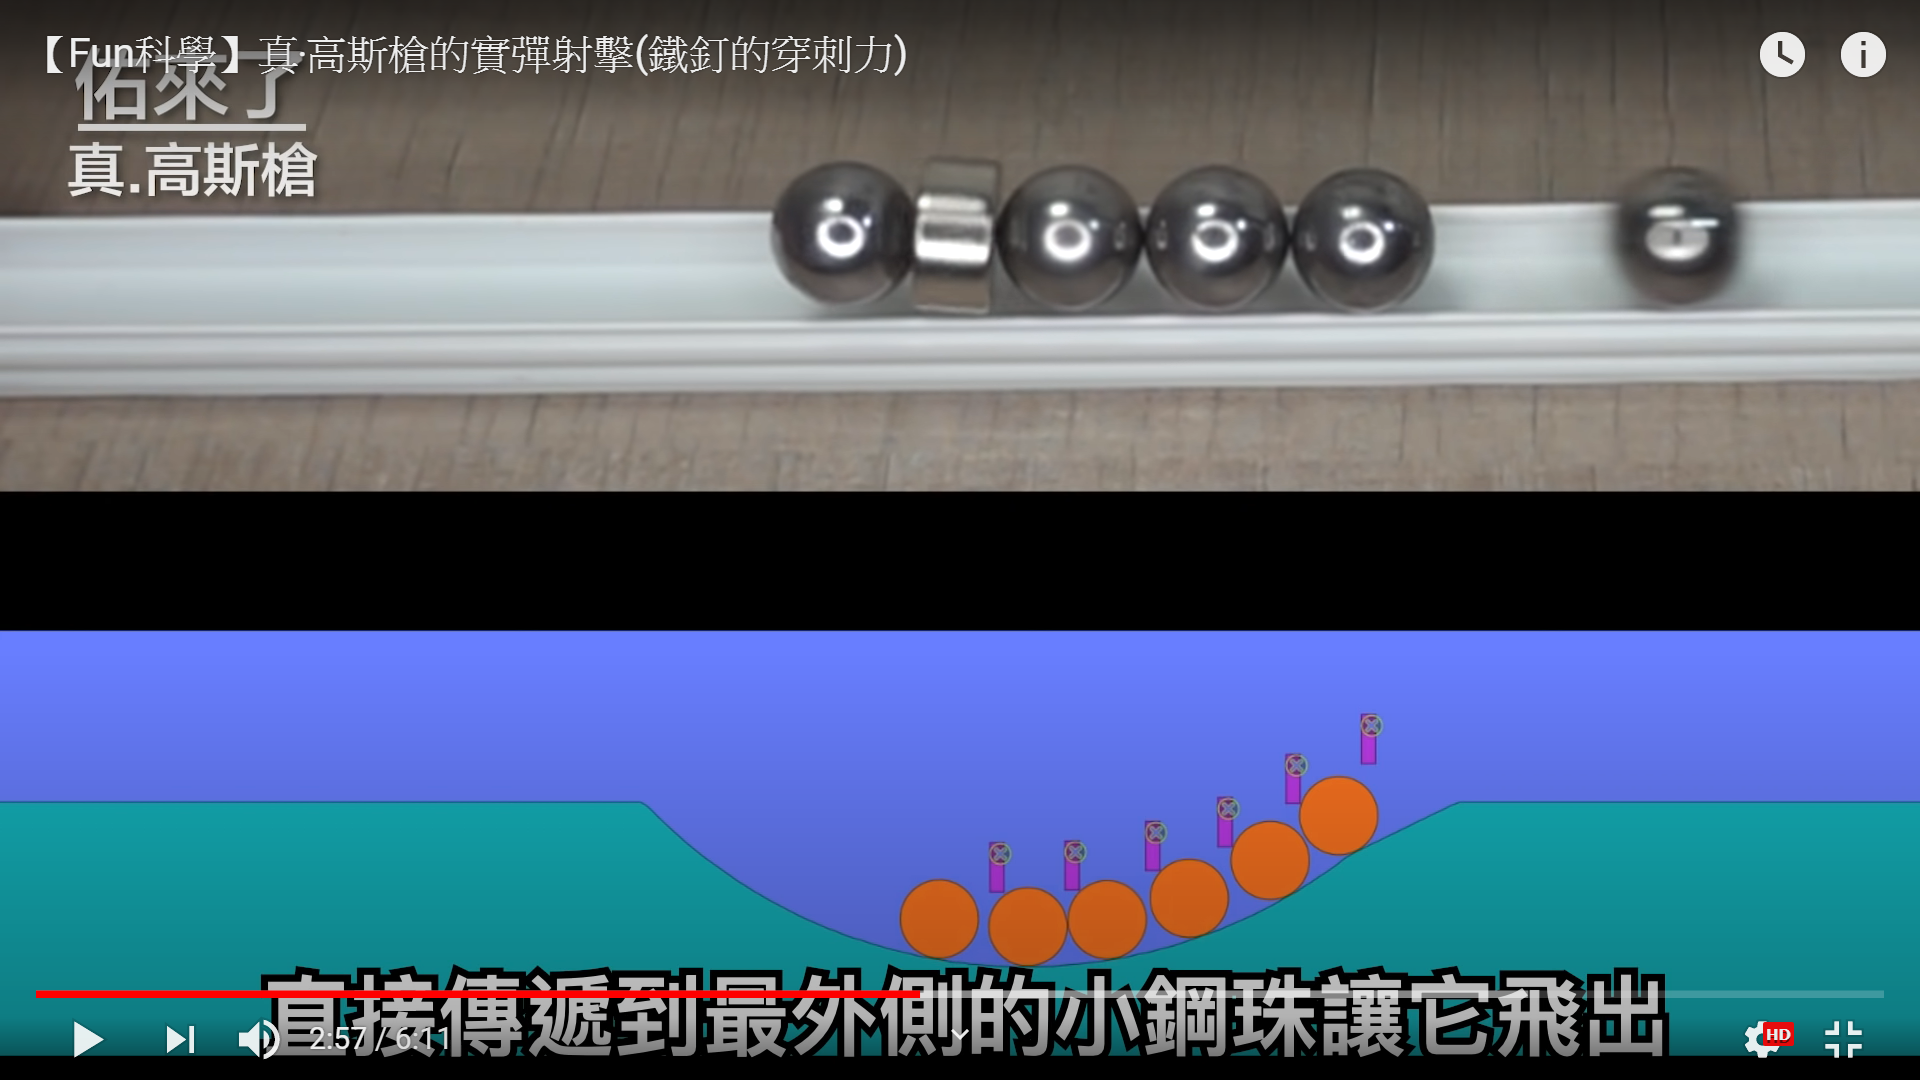 【Fun科學】真·高斯槍的實彈射擊(鐵釘的穿刺力)
佑來了
真.高斯槍
直接傳遞到最外側的小鋼珠讓它飛出
2:57 / 6:11
HD